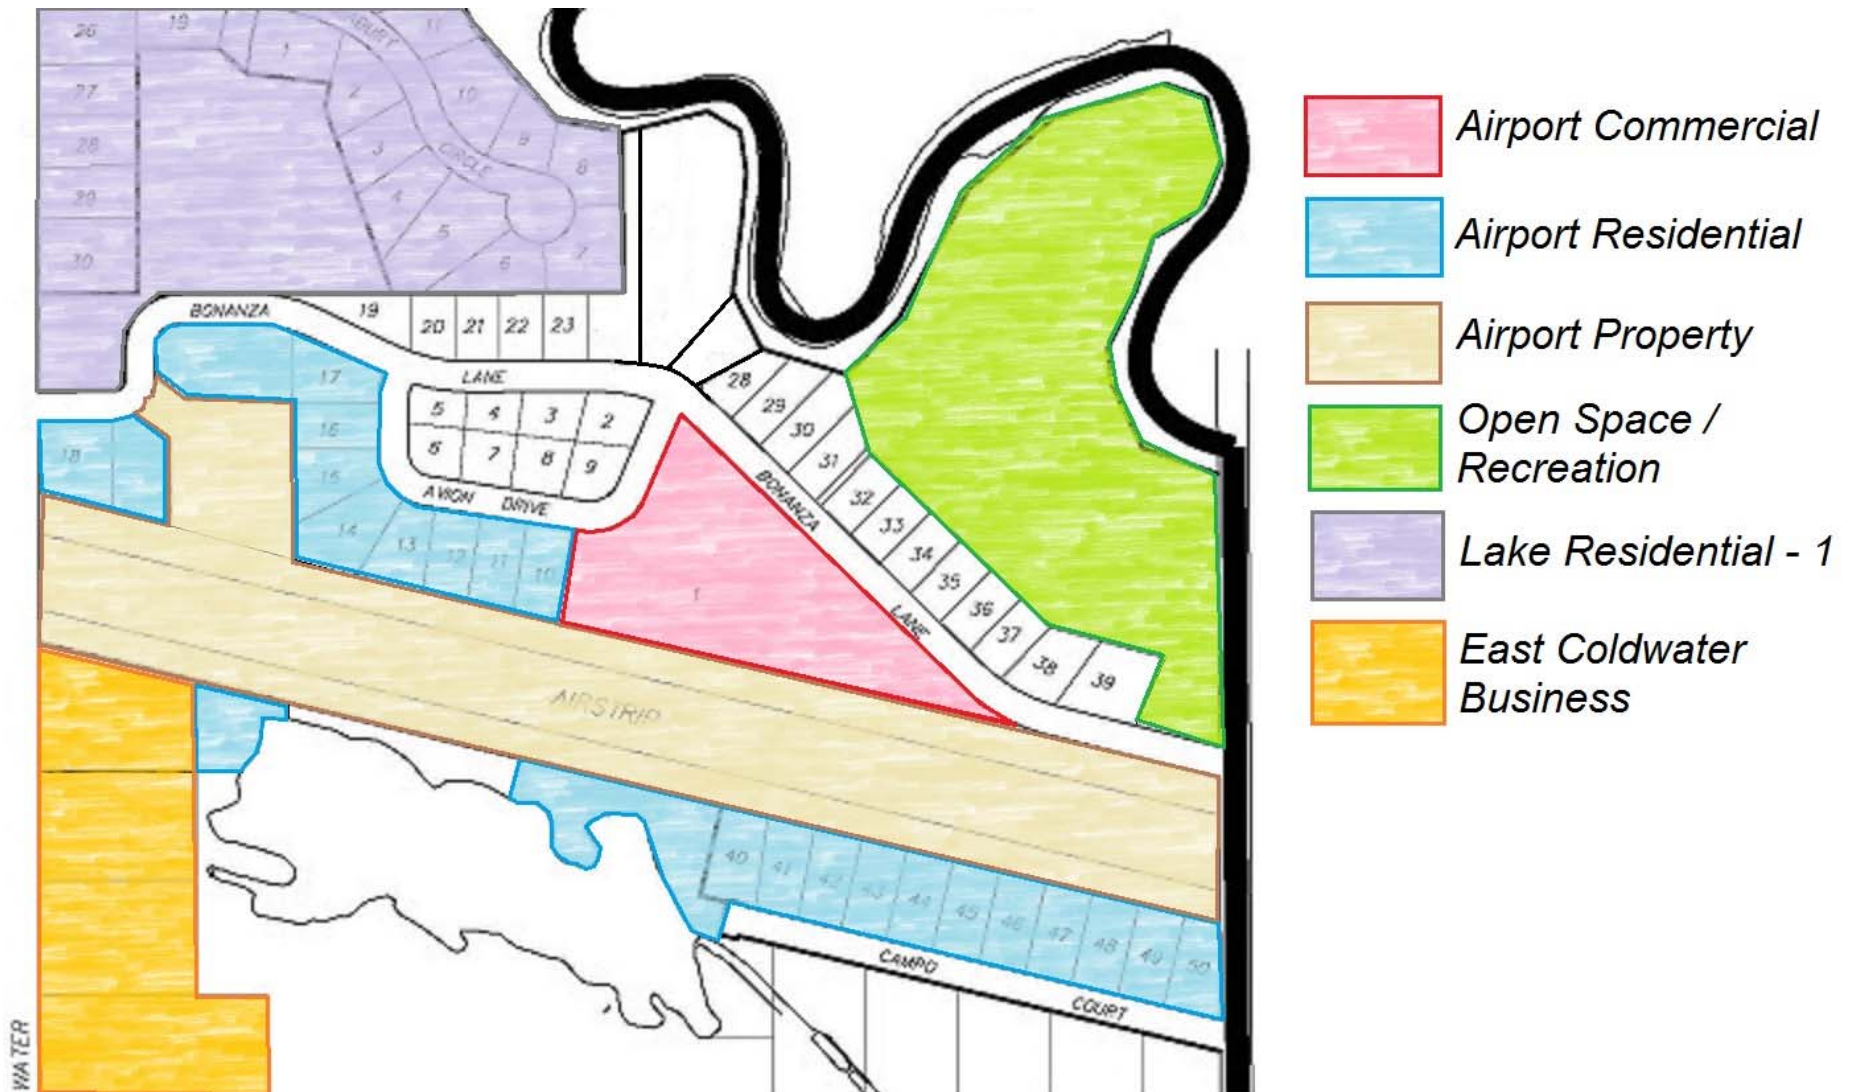 26
19
11
COURT
1
27
2
10
28
3
9
CIRCLE
8
29
4
5
30
6
7
BONANZA
19
20 21 22 23
LANE
17
5 4 3 2
6 7 8 9
16
15
AVION DRIVE
14 13 12 11 10
18
28
29
30
31
32
33
34
35
36
37
38
39
BONANZA
LANE
1
AIRSTRIP
40 41 42 43 44 45 46 47 48 49 50
CAMPO
COURT
WATER
Airport Commercial
Airport Residential
Airport Property
Open Space /
Recreation
Lake Residential - 1
East Coldwater
Business